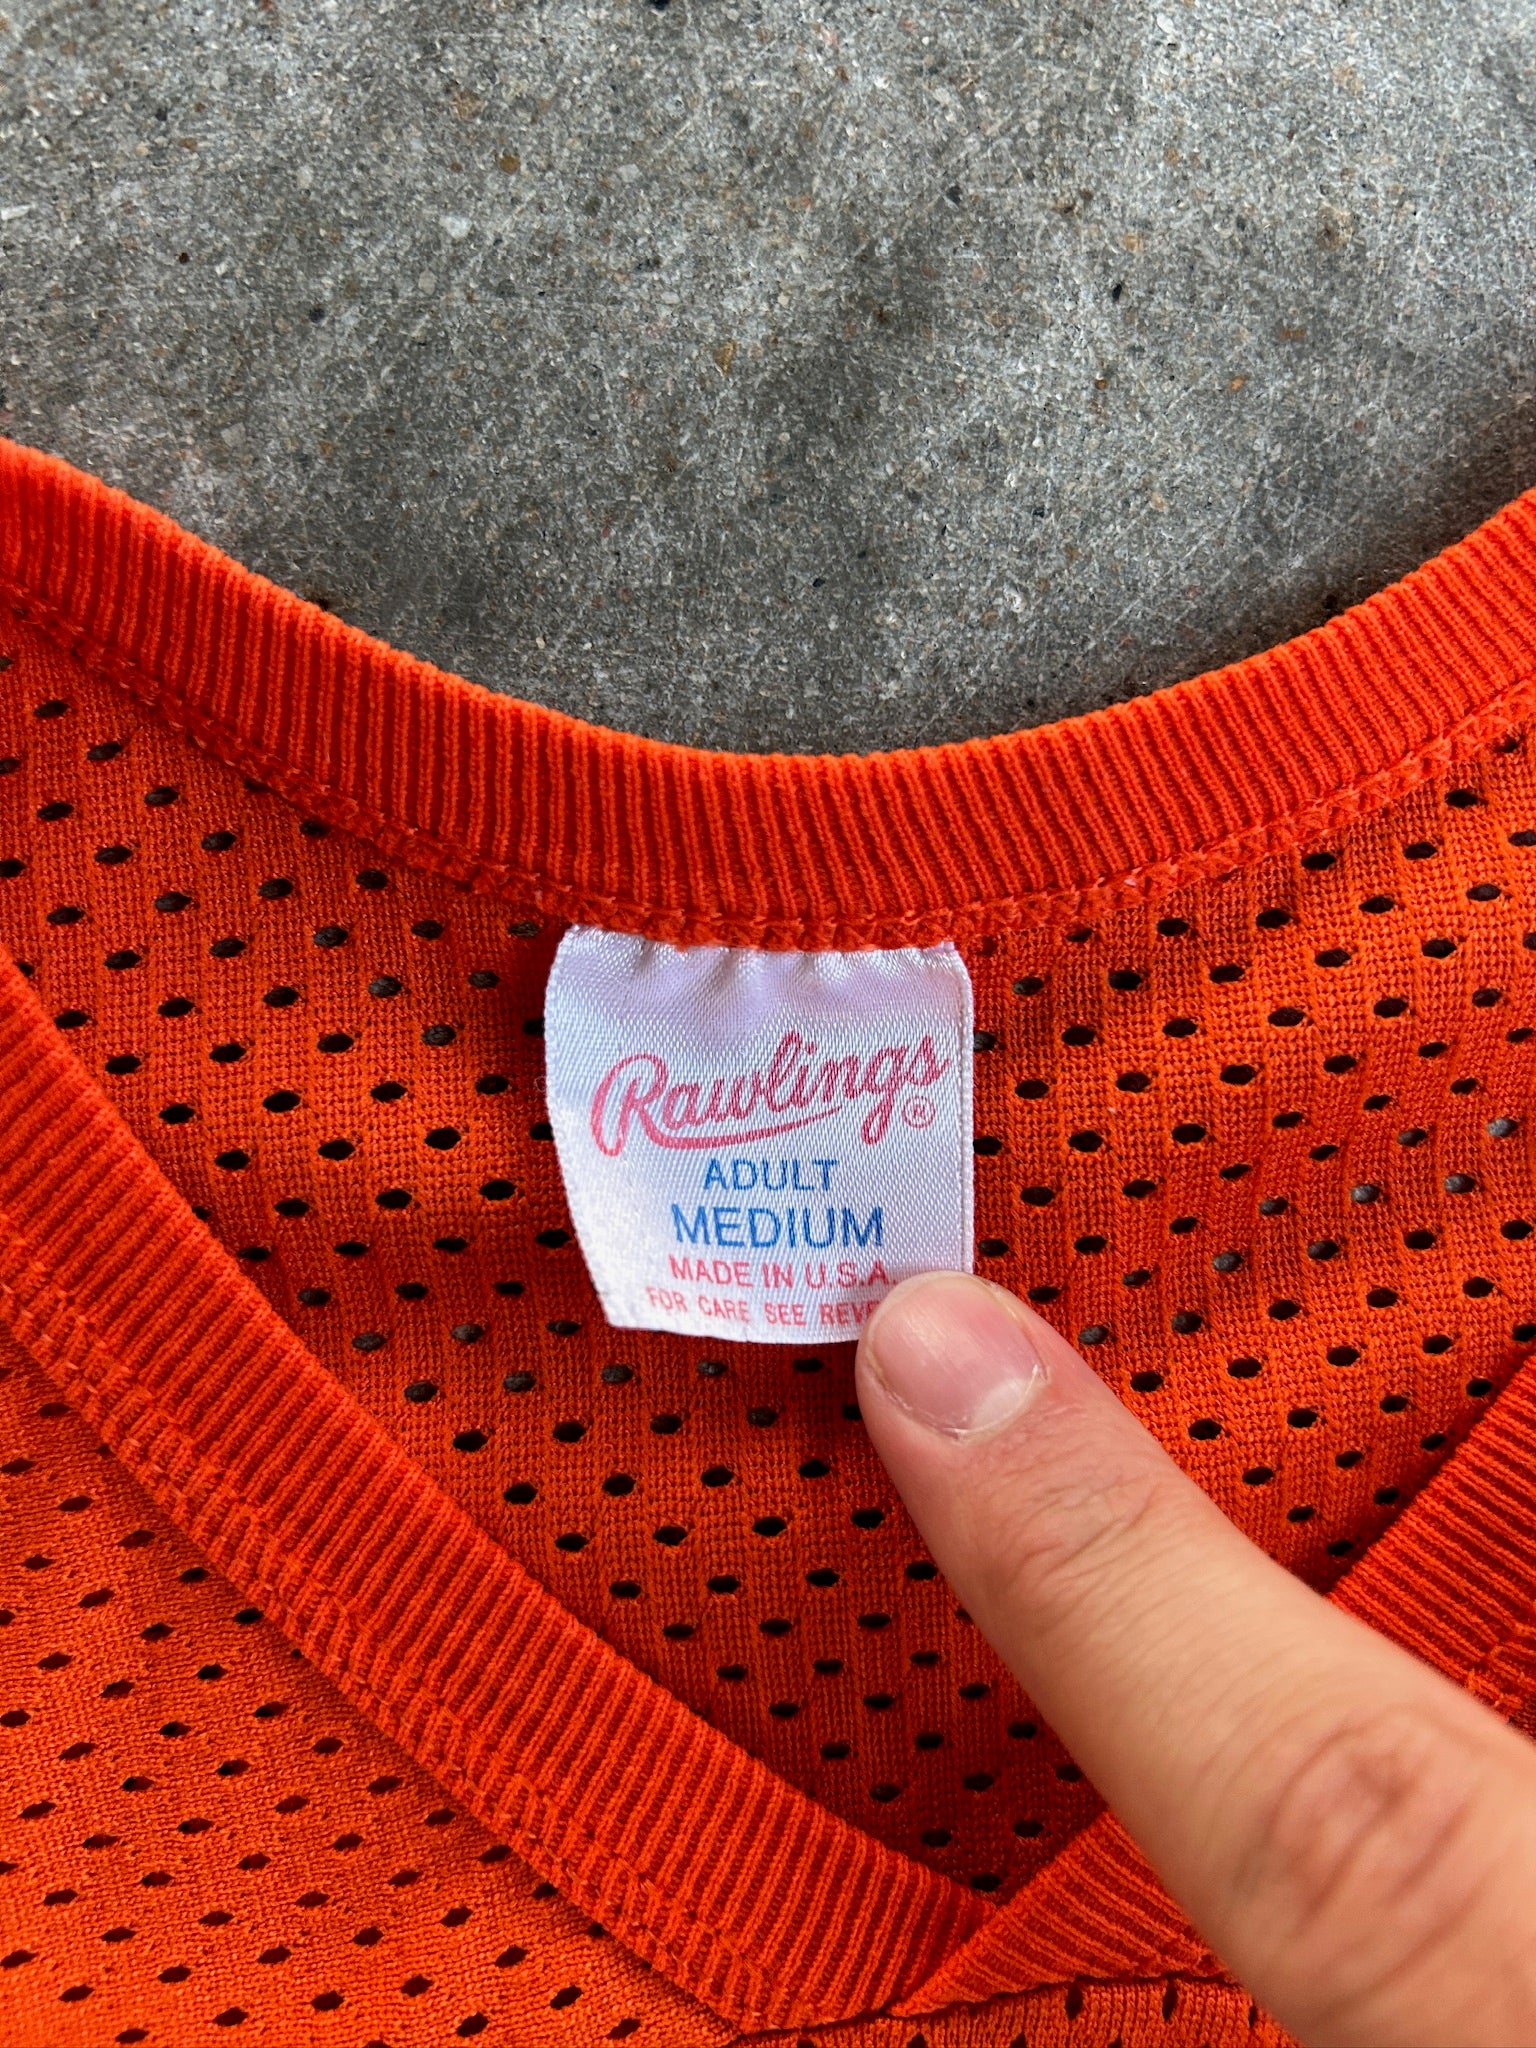 Rawlings®
ADULT
MEDIUM
MADE IN U.S.A.
FOR CARE SEE